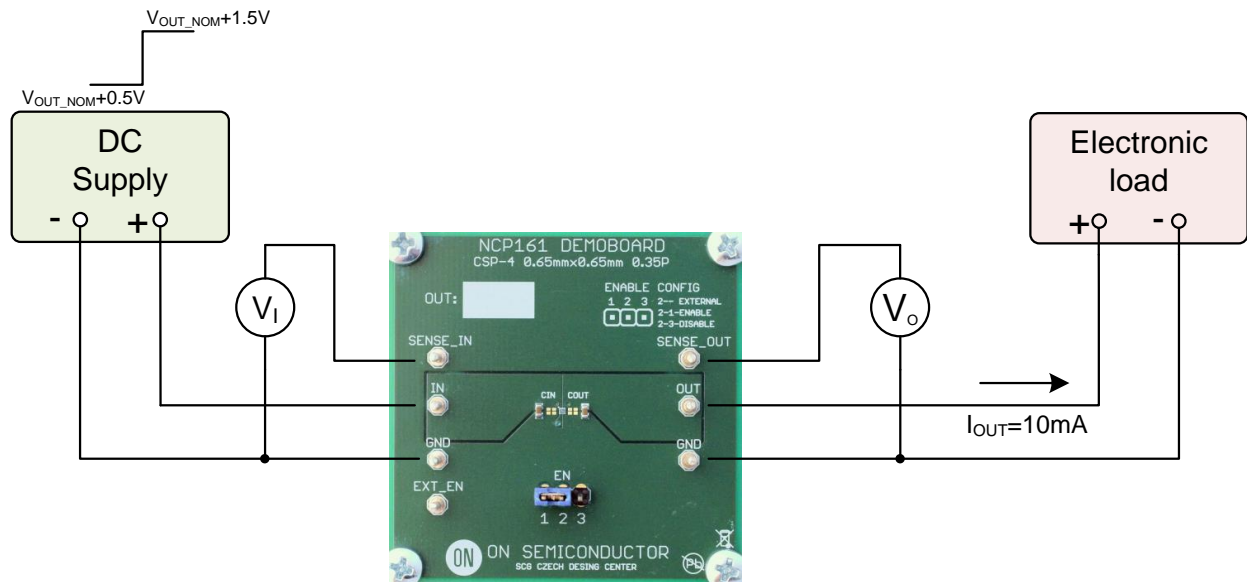 V_OUT_NOM+1.5V
V_OUT_NOM+0.5V
DC
Supply
- +
Electronic
load
+ -
V_I
V_o
I_OUT=10mA
NCP161 DEMOBOARD
CSP-4 0.65mmx0.65mm 0.35P
OUT:
ENABLE CONFIG
1 2 3
2-- EXTERNAL
2-1-ENABLE
2-3-DISABLE
SENSE_IN
SENSE_OUT
IN
OUT
CIN
COUT
GND
GND
EXT_EN
EN
1 2 3
ON
ON SEMICONDUCTOR
SCG CZECH DESING CENTER
Pb